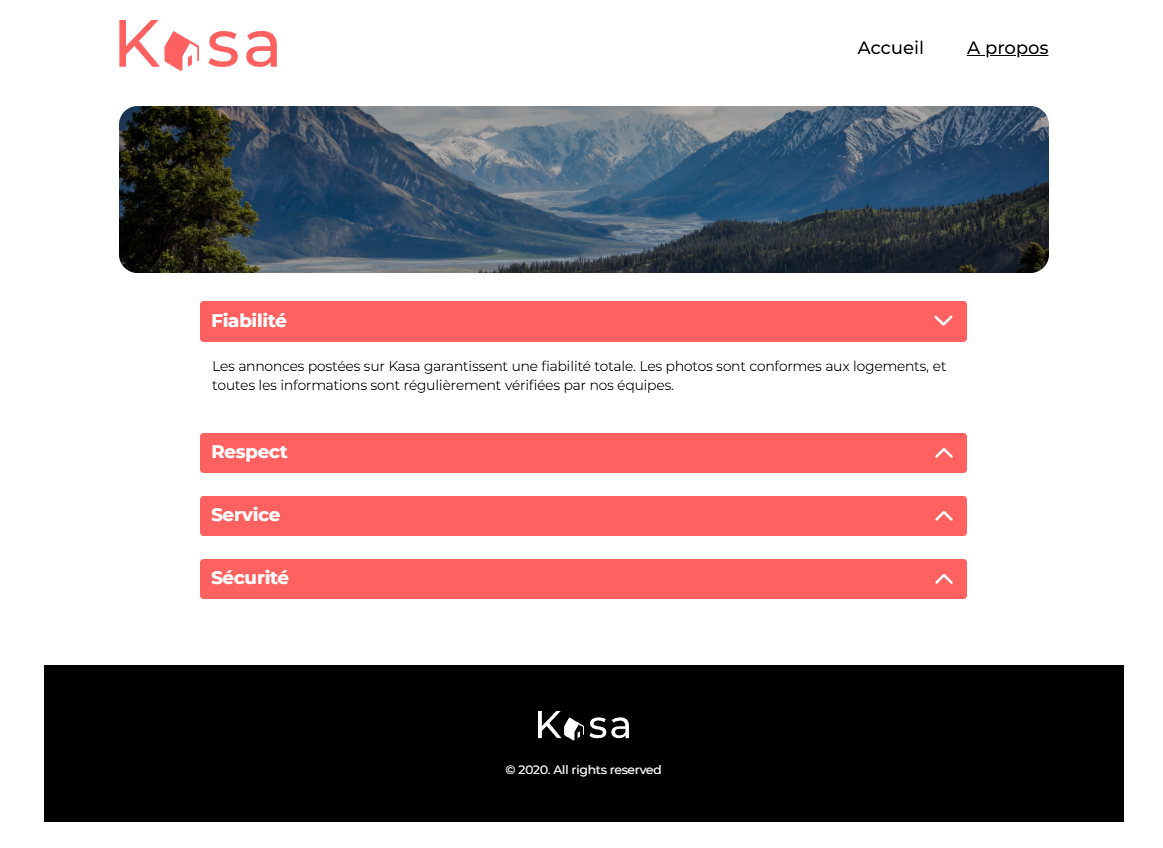 Kasa
Accueil
A propos
Fiabilité
Les annonces postées sur Kasa garantissent une fiabilité totale. Les photos sont conformes aux logements, et
toutes les informations sont régulièrement vérifiées par nos équipes.
Respect
Service
Sécurité
Kasa
© 2020. All rights reserved